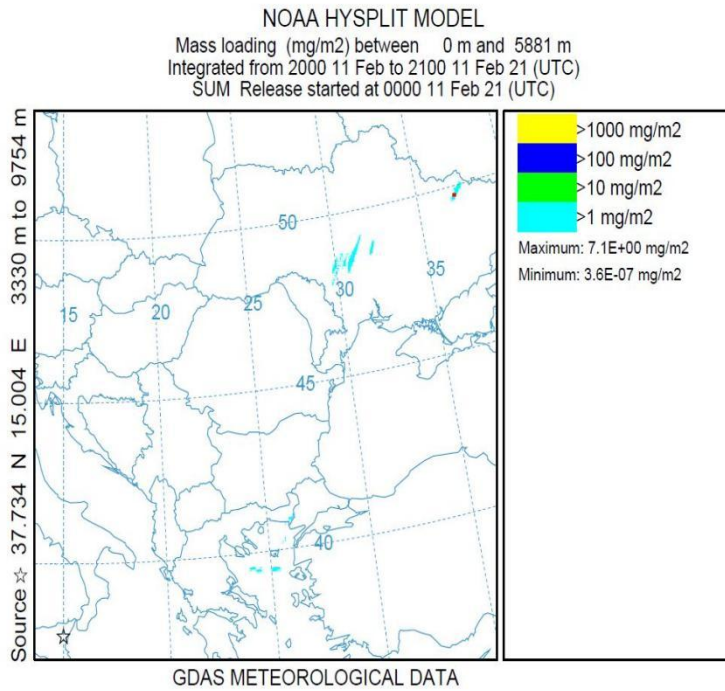 NOAA HYSPLIT MODEL
Mass loading (mg/m2) between 0 m and 5881 m
Integrated from 2000 11 Feb to 2100 11 Feb 21 (UTC)
SUM Release started at 0000 11 Feb 21 (UTC)
Source ☆ 37.734 N 15.004 E 3330 m to 9754 m
>1000 mg/m2
>100 mg/m2
>10 mg/m2
>1 mg/m2
Maximum: 7.1E+00 mg/m2
Minimum: 3.6E-07 mg/m2
50
35
30
25
20
15
45
40
GDAS METEOROLOGICAL DATA